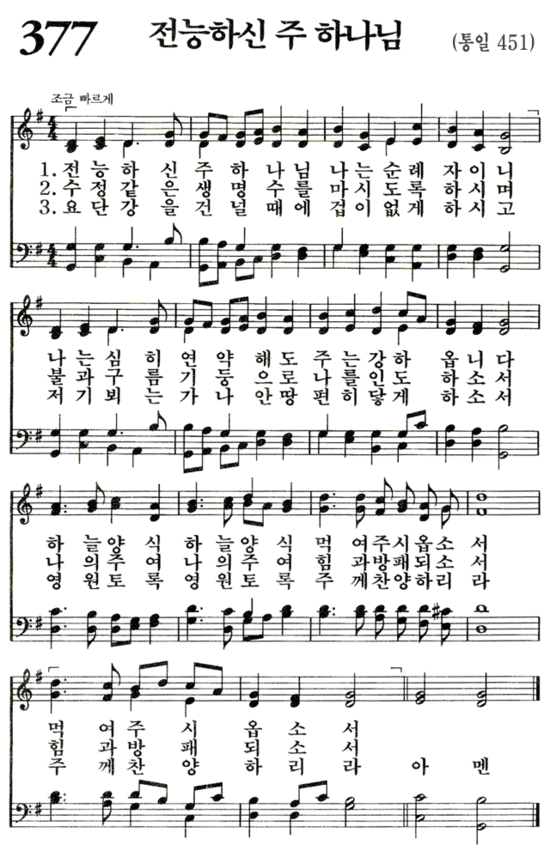 377 전능하신 주 하나님 (통일 451)
조금 빠르게
4 4
1. 전능하 신주하 나님 나는순례 자이니
2. 수정같 은생명 수를 마시도록 하시며
3. 요단강 을건널 때에 겁이없게 하시고
나는심 히 연약 해도 주는강하 옵니다
불과구 름기 둥으로 나를인도 하소서
저기뵈 는가 나안땅 편히닿게 하소서
하늘양식 하늘양식 먹 여주시옵소서
나의주여 나의주여 힘 과방패되소서
영원토록 영원토록 주 께찬양하리라
먹 여주 시 옵소서
힘 과방 패 되소서
주 께찬 양 하리라 아멘